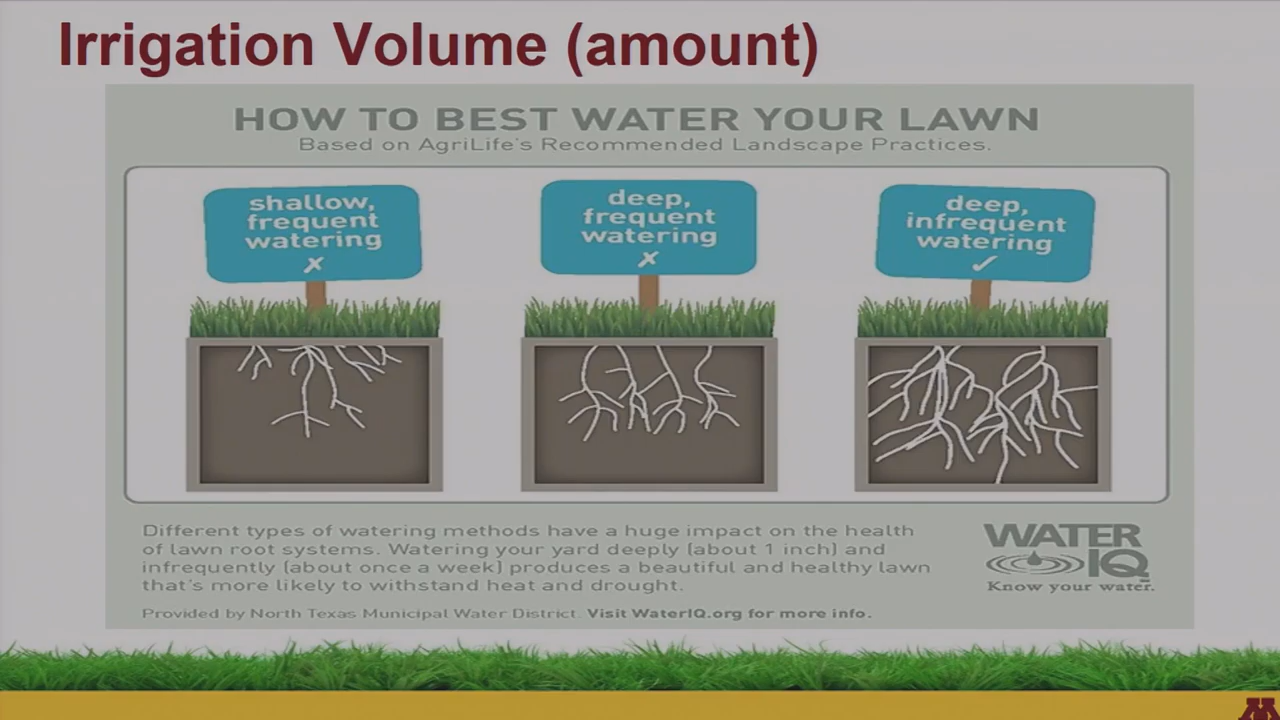 Irrigation Volume (amount)
HOW TO BEST WATER YOUR LAWN
Based on AgriLife's Recommended Landscape Practices.
shallow,
frequent
watering
✗
deep,
frequent
watering
✗
deep,
infrequent
watering
✓
Different types of watering methods have a huge impact on the health
of lawn root systems. Watering your yard deeply (about 1 inch) and
infrequently (about once a week) produces a beautiful and healthy lawn
that's more likely to withstand heat and drought.
Provided by North Texas Municipal Water District. Visit WaterIQ.org for more info.
WATER
IQ
Know your water.
M